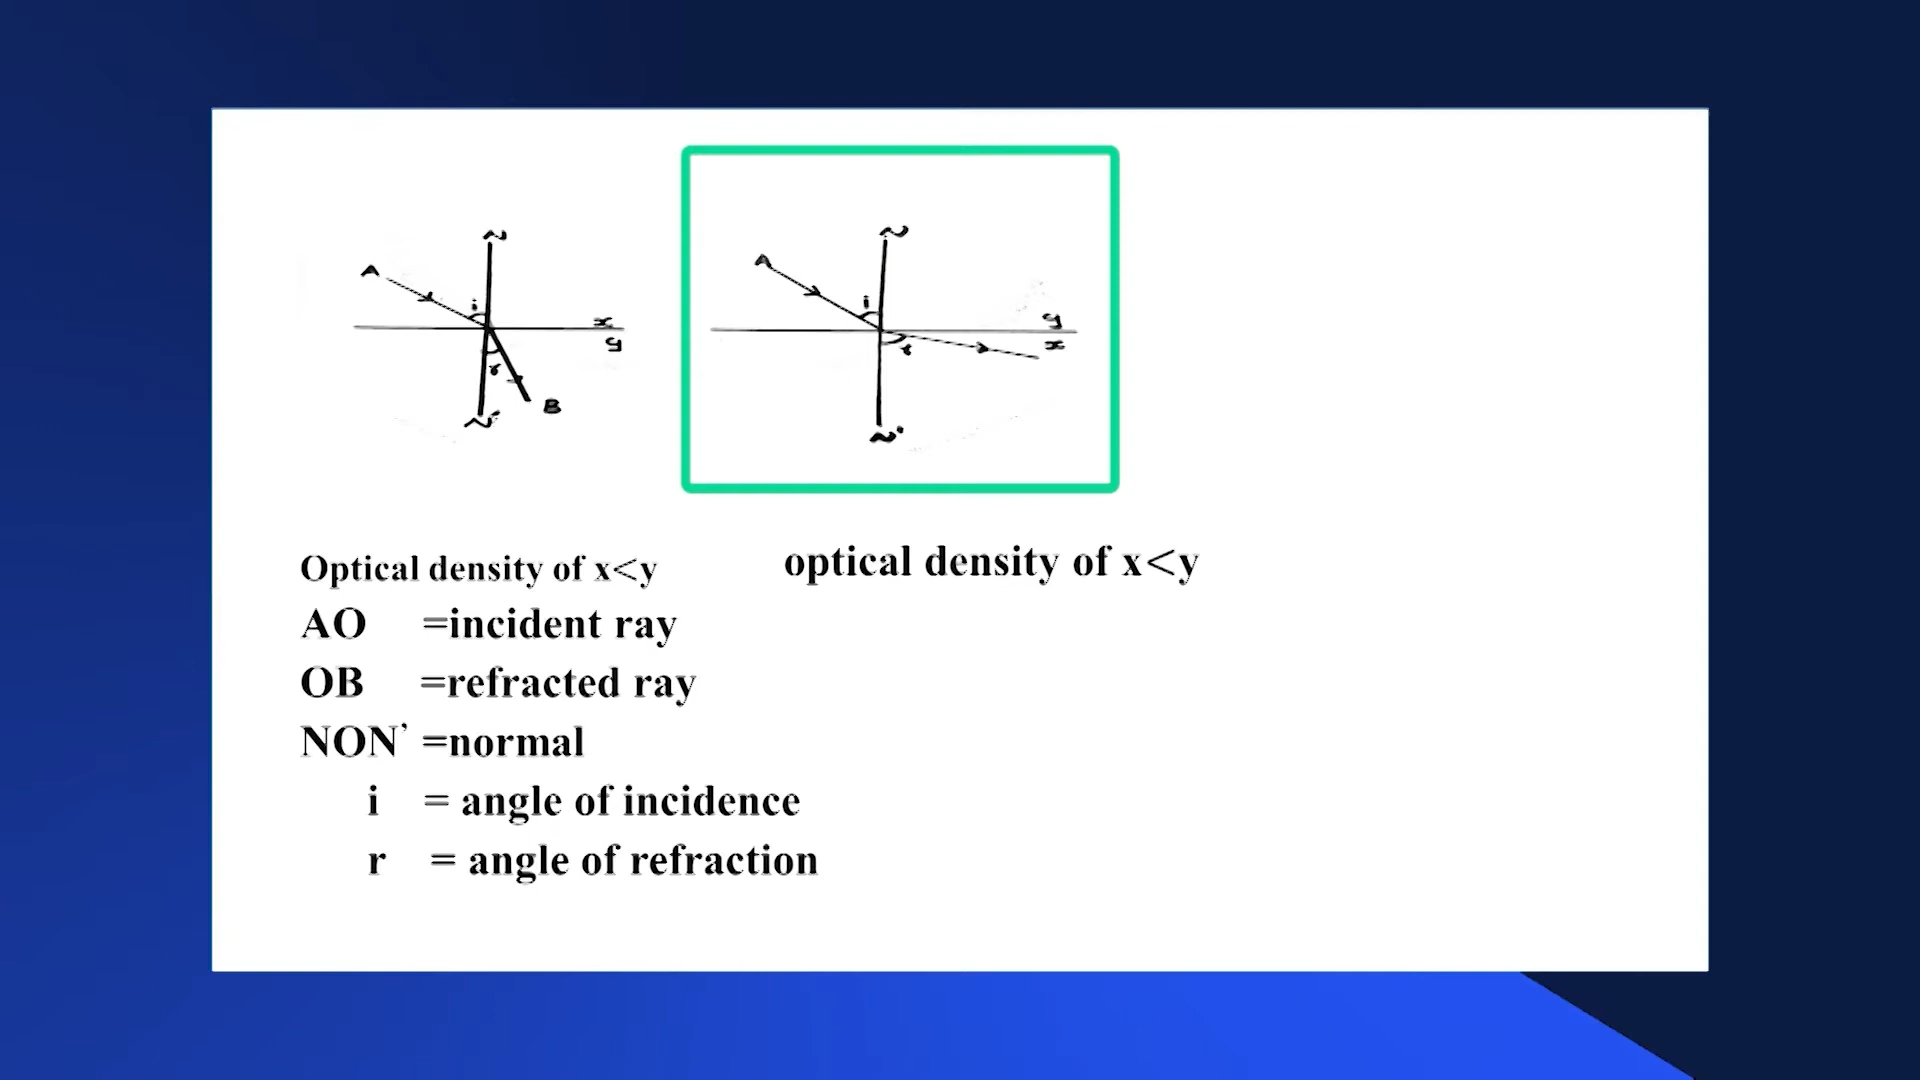 N
A
i
x
y
r
B
N'
N
A
i
y
x
r
N'
Optical density of x<y
optical density of x<y
AO =incident ray
OB =refracted ray
NON’ =normal
i = angle of incidence
r = angle of refraction